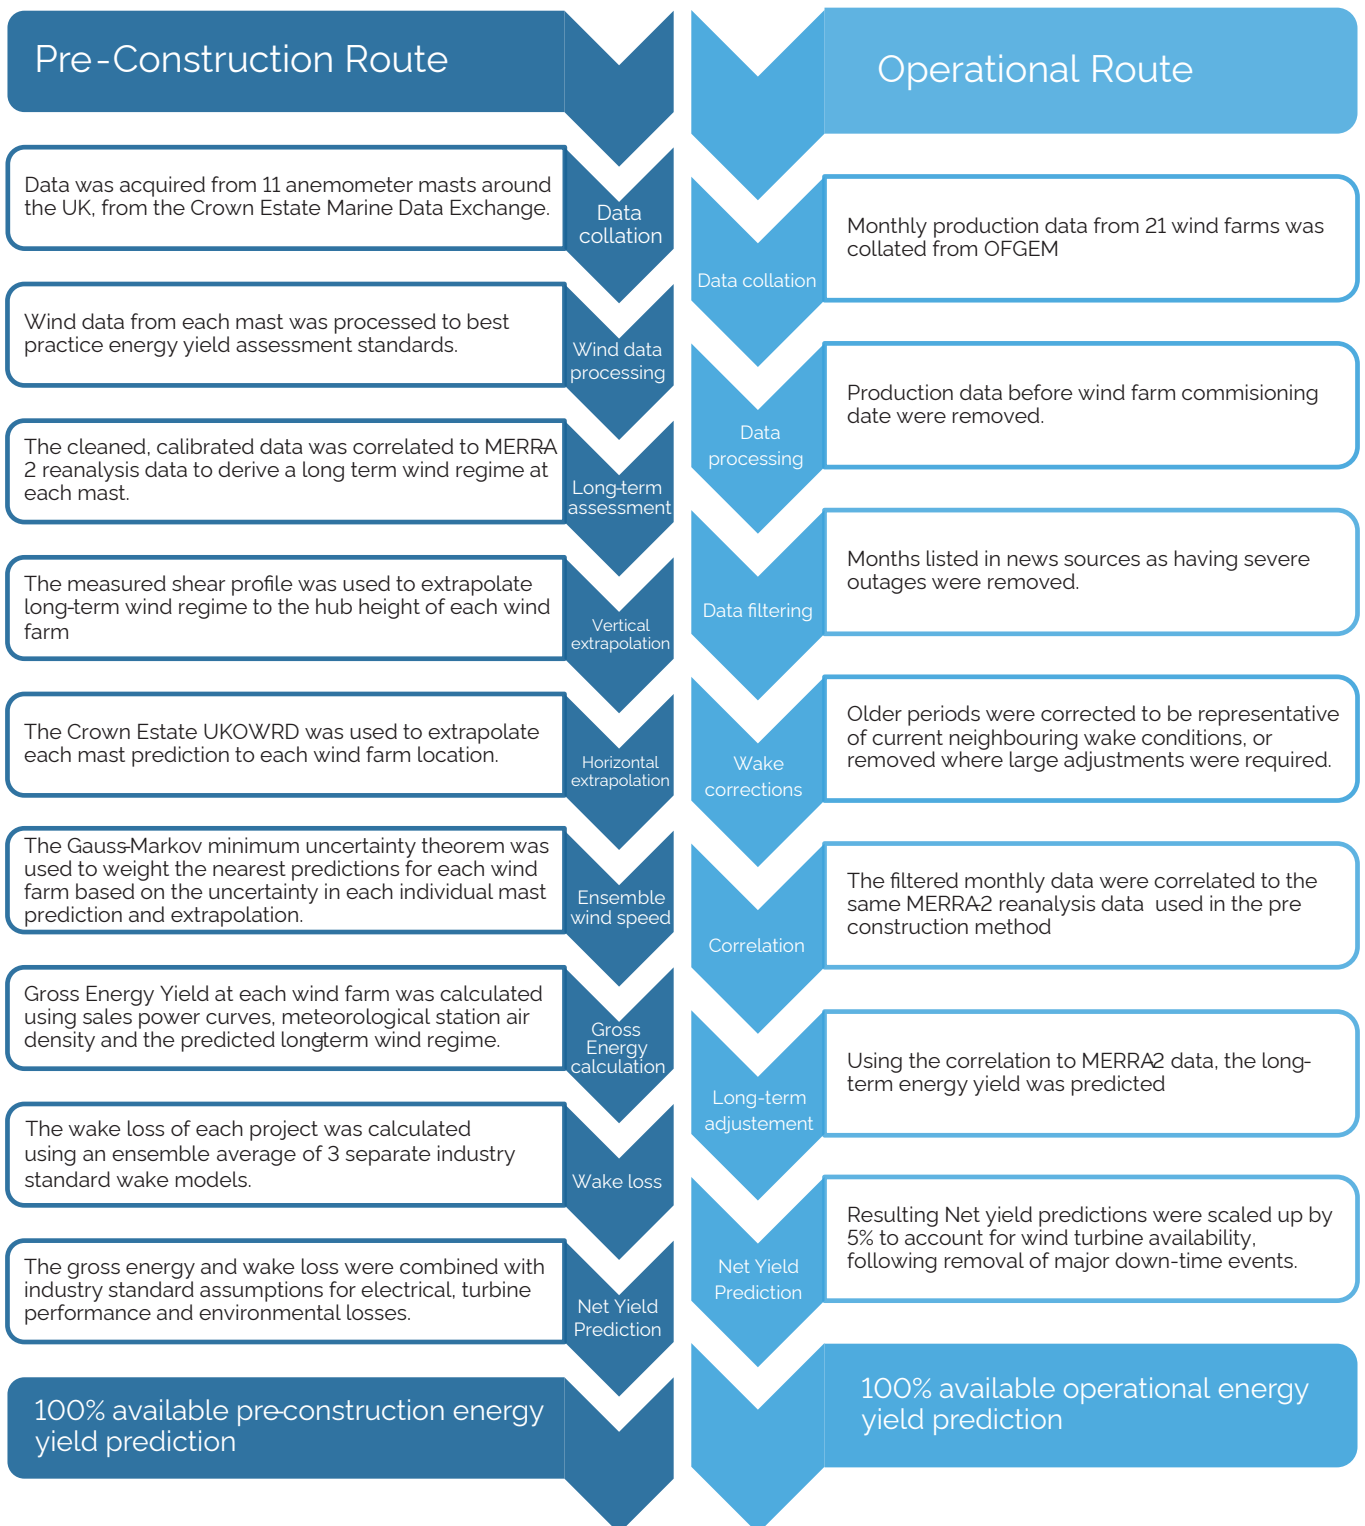 Pre-Construction Route
Data was acquired from 11 anemometer masts around
the UK, from the Crown Estate Marine Data Exchange.
Data
collation
Wind data from each mast was processed to best
practice energy yield assessment standards.
Wind data
processing
The cleaned, calibrated data was correlated to MERRA
2 reanalysis data to derive a long term wind regime at
each mast.
Long-term
assessment
The measured shear profile was used to extrapolate
long-term wind regime to the hub height of each wind
farm
Vertical
extrapolation
The Crown Estate UKOWRD was used to extrapolate
each mast prediction to each wind farm location.
Horizontal
extrapolation
The Gauss-Markov minimum uncertainty theorem was
used to weight the nearest predictions for each wind
farm based on the uncertainty in each individual mast
prediction and extrapolation.
Ensemble
wind speed
Gross Energy Yield at each wind farm was calculated
using sales power curves, meteorological station air
density and the predicted long-term wind regime.
Gross
Energy
calculation
The wake loss of each project was calculated
using an ensemble average of 3 separate industry
standard wake models.
Wake loss
The gross energy and wake loss were combined with
industry standard assumptions for electrical, turbine
performance and environmental losses.
Net Yield
Prediction
100% available pre-construction energy
yield prediction
Operational Route
Data collation
Monthly production data from 21 wind farms was
collated from OFGEM
Data
processing
Production data before wind farm commisioning
date were removed.
Data filtering
Months listed in news sources as having severe
outages were removed.
Wake
corrections
Older periods were corrected to be representative
of current neighbouring wake conditions, or
removed where large adjustments were required.
Correlation
The filtered monthly data were correlated to the
same MERRA-2 reanalysis data used in the pre
construction method
Long-term
adjustement
Using the correlation to MERRA2 data, the long-
term energy yield was predicted
Net Yield
Prediction
Resulting Net yield predictions were scaled up by
5% to account for wind turbine availability,
following removal of major down-time events.
100% available operational energy
yield prediction